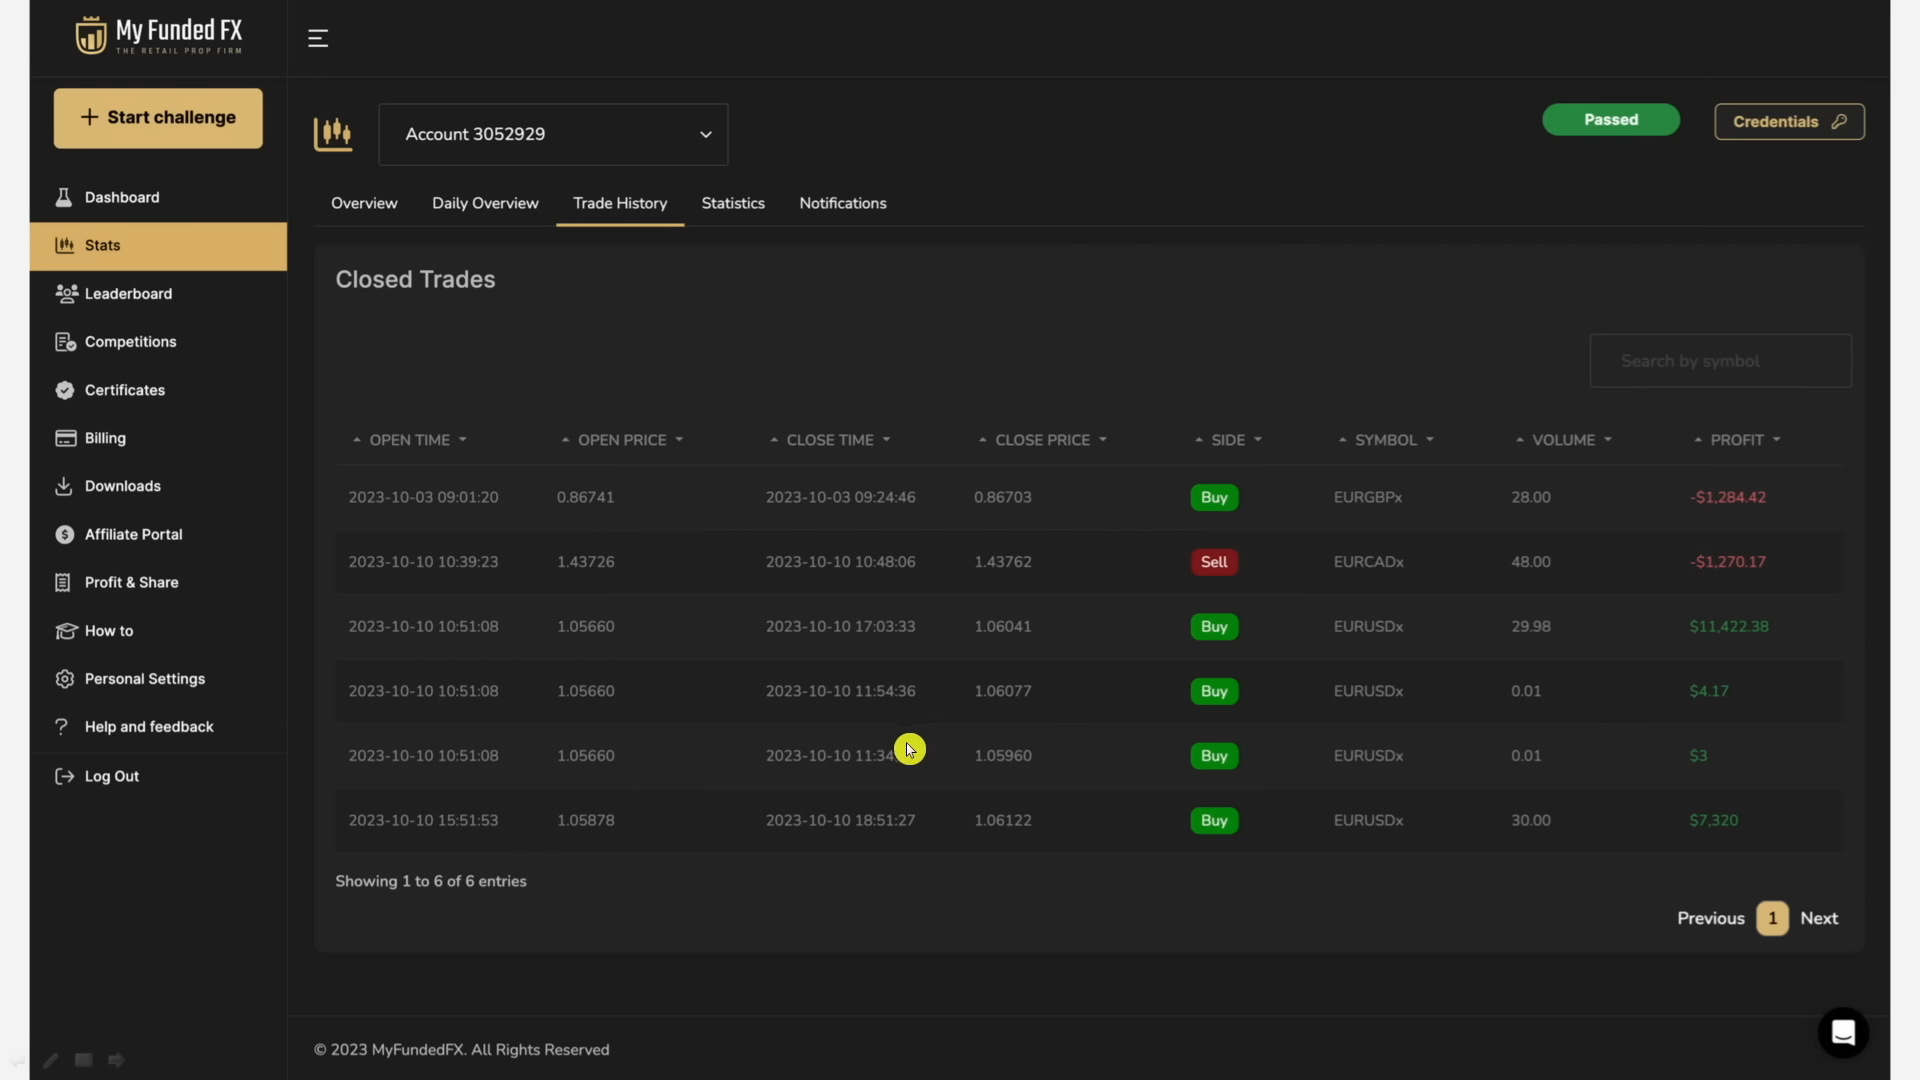 My Funded FX
THE RETAIL PROP FIRM
Start challenge
Dashboard
Stats
Leaderboard
Competitions
Certificates
Billing
Downloads
Affiliate Portal
Profit & Share
How to
Personal Settings
Help and feedback
Log Out
Account 3052929
Passed
Credentials
Overview Daily Overview Trade History Statistics Notifications
Closed Trades
Search by symbol
OPEN TIME OPEN PRICE CLOSE TIME CLOSE PRICE SIDE SYMBOL VOLUME PROFIT
2023-10-03 09:01:20 0.86741 2023-10-03 09:24:46 0.86703 Buy EURGBPx 28.00 -$1,284.42
2023-10-10 10:39:23 1.43726 2023-10-10 10:48:06 1.43762 Sell EURCADx 48.00 -$1,270.17
2023-10-10 10:51:08 1.05660 2023-10-10 17:03:33 1.06041 Buy EURUSDx 29.98 $11,422.38
2023-10-10 10:51:08 1.05660 2023-10-10 11:54:36 1.06077 Buy EURUSDx 0.01 $4.17
2023-10-10 10:51:08 1.05660 2023-10-10 11:34 1.05960 Buy EURUSDx 0.01 $3
2023-10-10 15:51:53 1.05878 2023-10-10 18:51:27 1.06122 Buy EURUSDx 30.00 $7,320
Showing 1 to 6 of 6 entries
Previous 1 Next
© 2023 MyFundedFX. All Rights Reserved